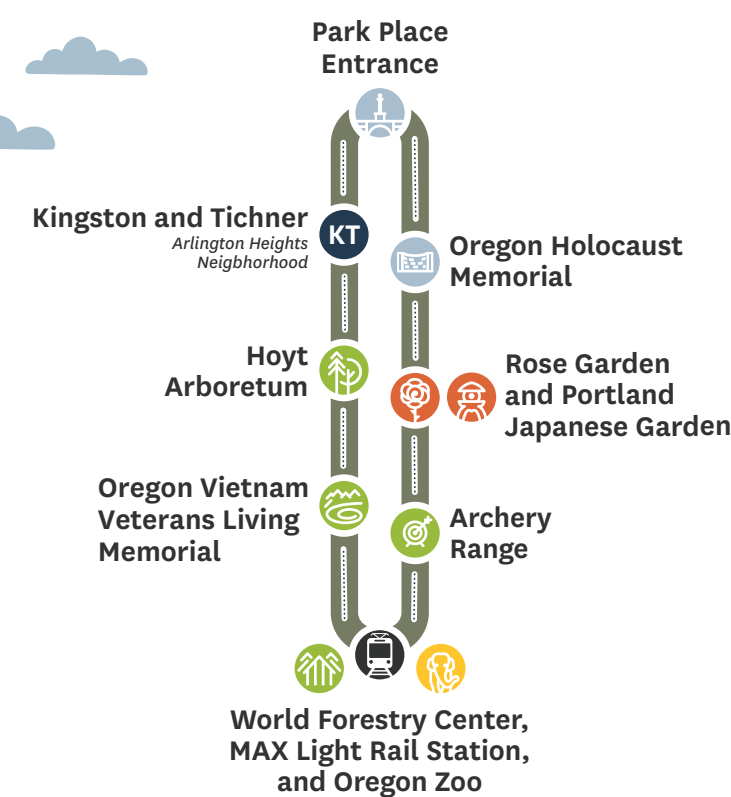 Park Place
Entrance
Kingston and Tichner
Arlington Heights
Neigbhorhood
KT
Oregon Holocaust
Memorial
Hoyt
Arboretum
Rose Garden
and Portland
Japanese Garden
Oregon Vietnam
Veterans Living
Memorial
Archery
Range
World Forestry Center,
MAX Light Rail Station,
and Oregon Zoo